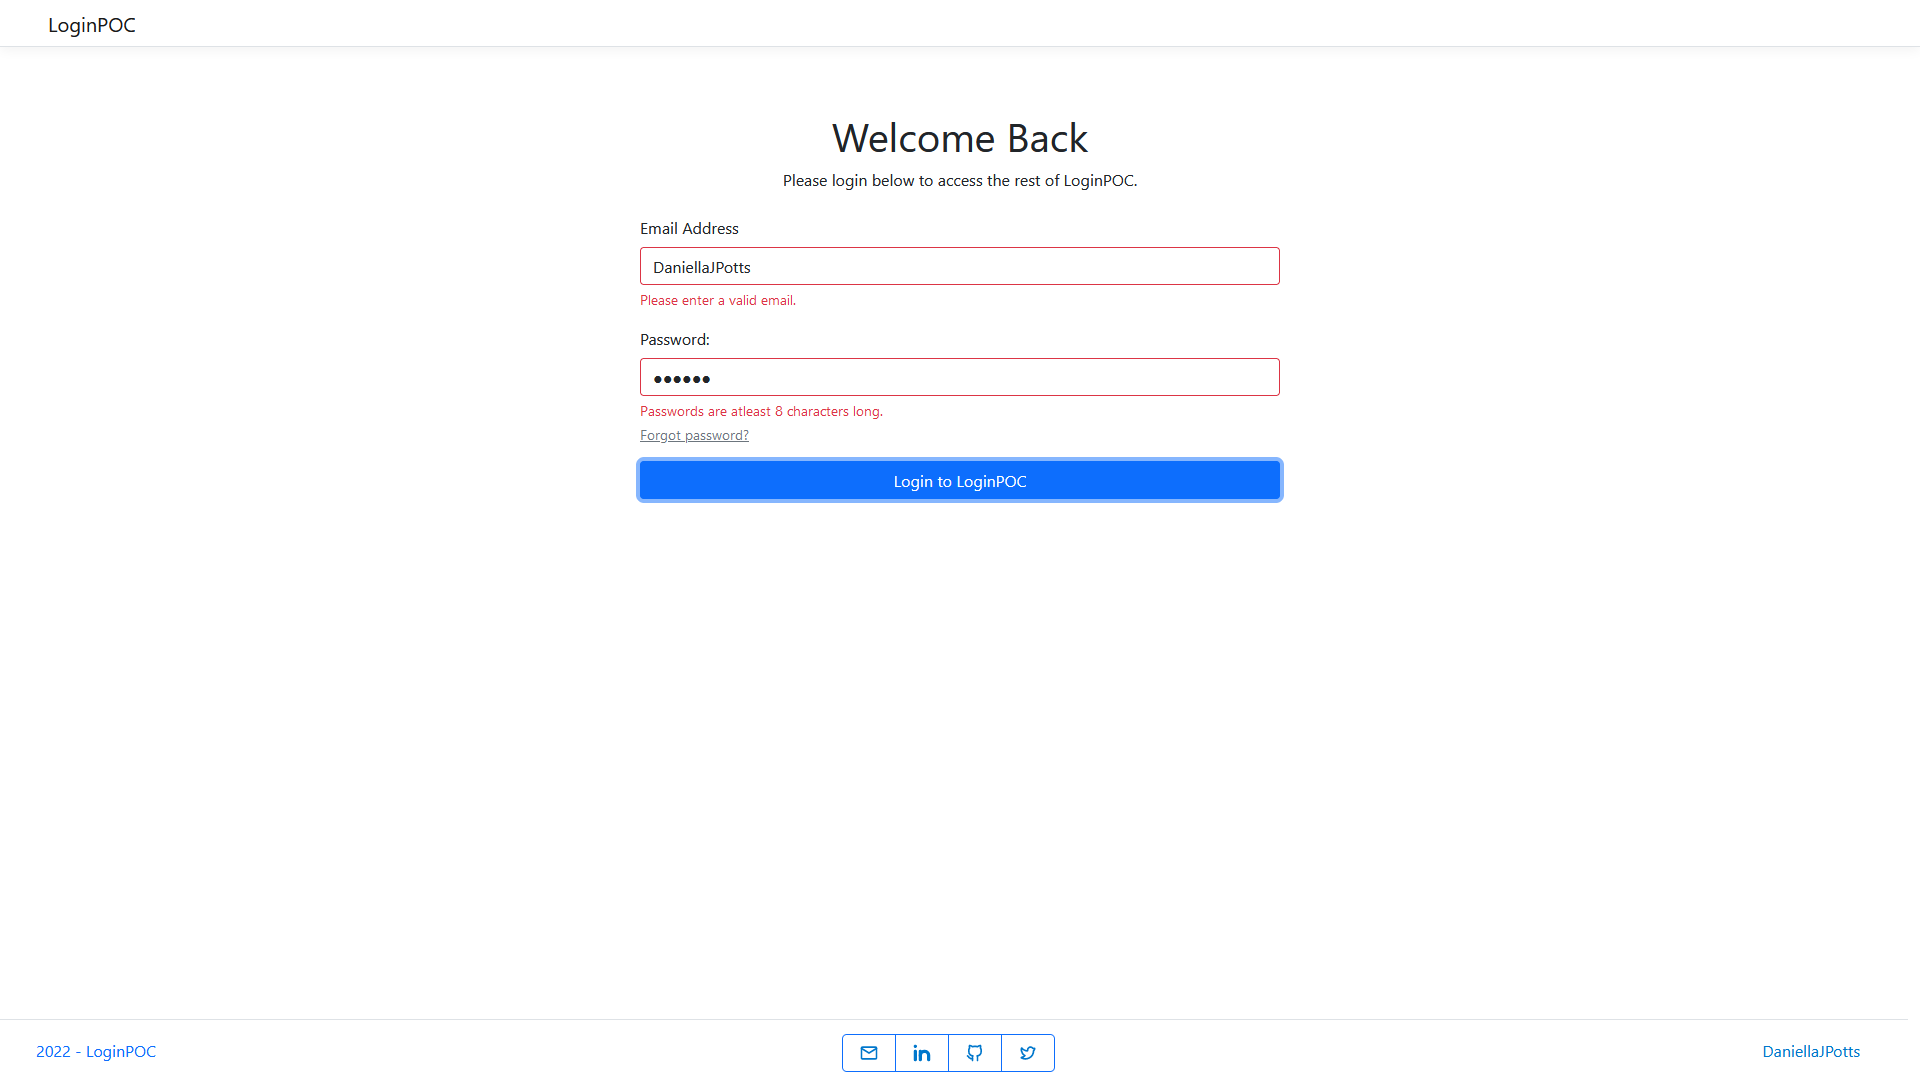 LoginPOC
Welcome Back
Please login below to access the rest of LoginPOC.
Email Address
DaniellaJPotts
Please enter a valid email.
Password:
●●●●●●
Passwords are atleast 8 characters long.
Forgot password?
Login to LoginPOC
2022 - LoginPOC
DaniellaJPotts